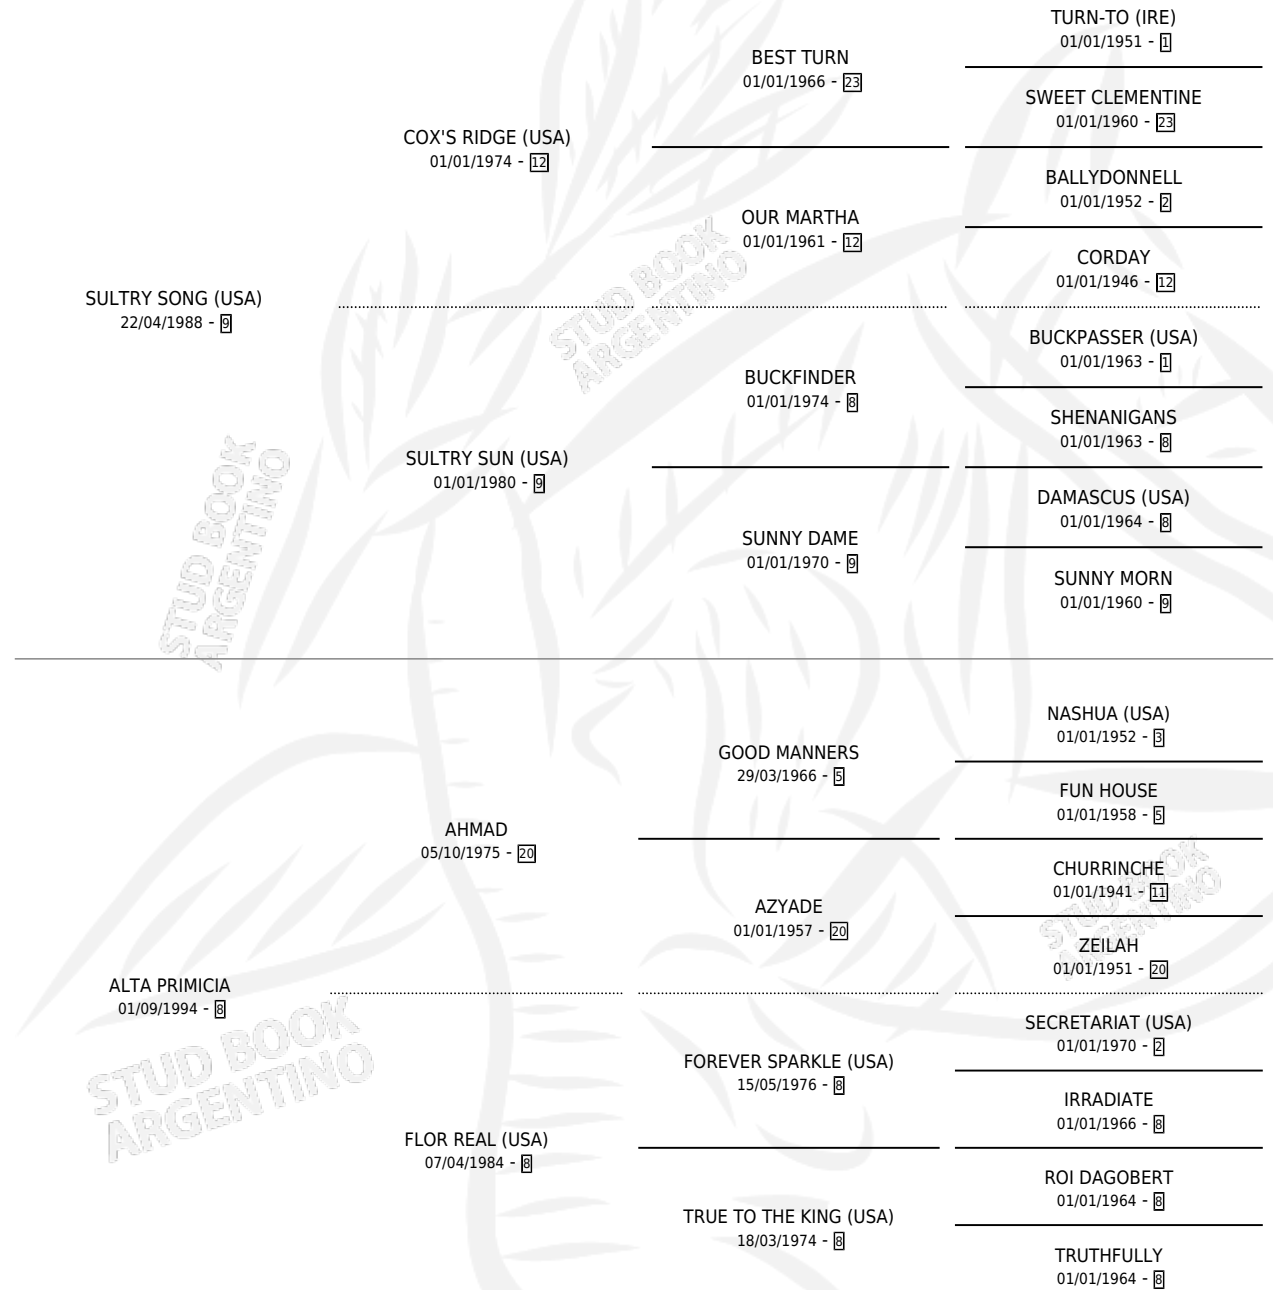 TURN-TO (IRE)
01/01/1951 - 1
BEST TURN
01/01/1966 - 23
SWEET CLEMENTINE
01/01/1960 - 23
COX'S RIDGE (USA)
01/01/1974 - 12
BALLYDONNELL
01/01/1952 - 2
OUR MARTHA
01/01/1961 - 12
CORDAY
01/01/1946 - 12
SULTRY SONG (USA)
22/04/1988 - 9
STUD BOOK
ARGENTINO
BUCKPASSER (USA)
01/01/1963 - 1
BUCKFINDER
01/01/1974 - 8
SHENANIGANS
01/01/1963 - 8
SULTRY SUN (USA)
01/01/1980 - 9
DAMASCUS (USA)
01/01/1964 - 8
SUNNY DAME
01/01/1970 - 9
SUNNY MORN
01/01/1960 - 9
STUD BOOK
ARGENTINO
NASHUA (USA)
01/01/1952 - 3
GOOD MANNERS
29/03/1966 - 5
FUN HOUSE
01/01/1958 - 5
AHMAD
05/10/1975 - 20
CHURRINCHE
01/01/1941 - 11
AZYADE
01/01/1957 - 20
ZEILAH
01/01/1951 - 20
STUD BOOK
ARGENTINO
ALTA PRIMICIA
01/09/1994 - 8
SECRETARIAT (USA)
01/01/1970 - 2
FOREVER SPARKLE (USA)
15/05/1976 - 8
IRRADIATE
01/01/1966 - 8
STUD BOOK
ARGENTINO
FLOR REAL (USA)
07/04/1984 - 8
ROI DAGOBERT
01/01/1964 - 8
TRUE TO THE KING (USA)
18/03/1974 - 8
TRUTHFULLY
01/01/1964 - 8